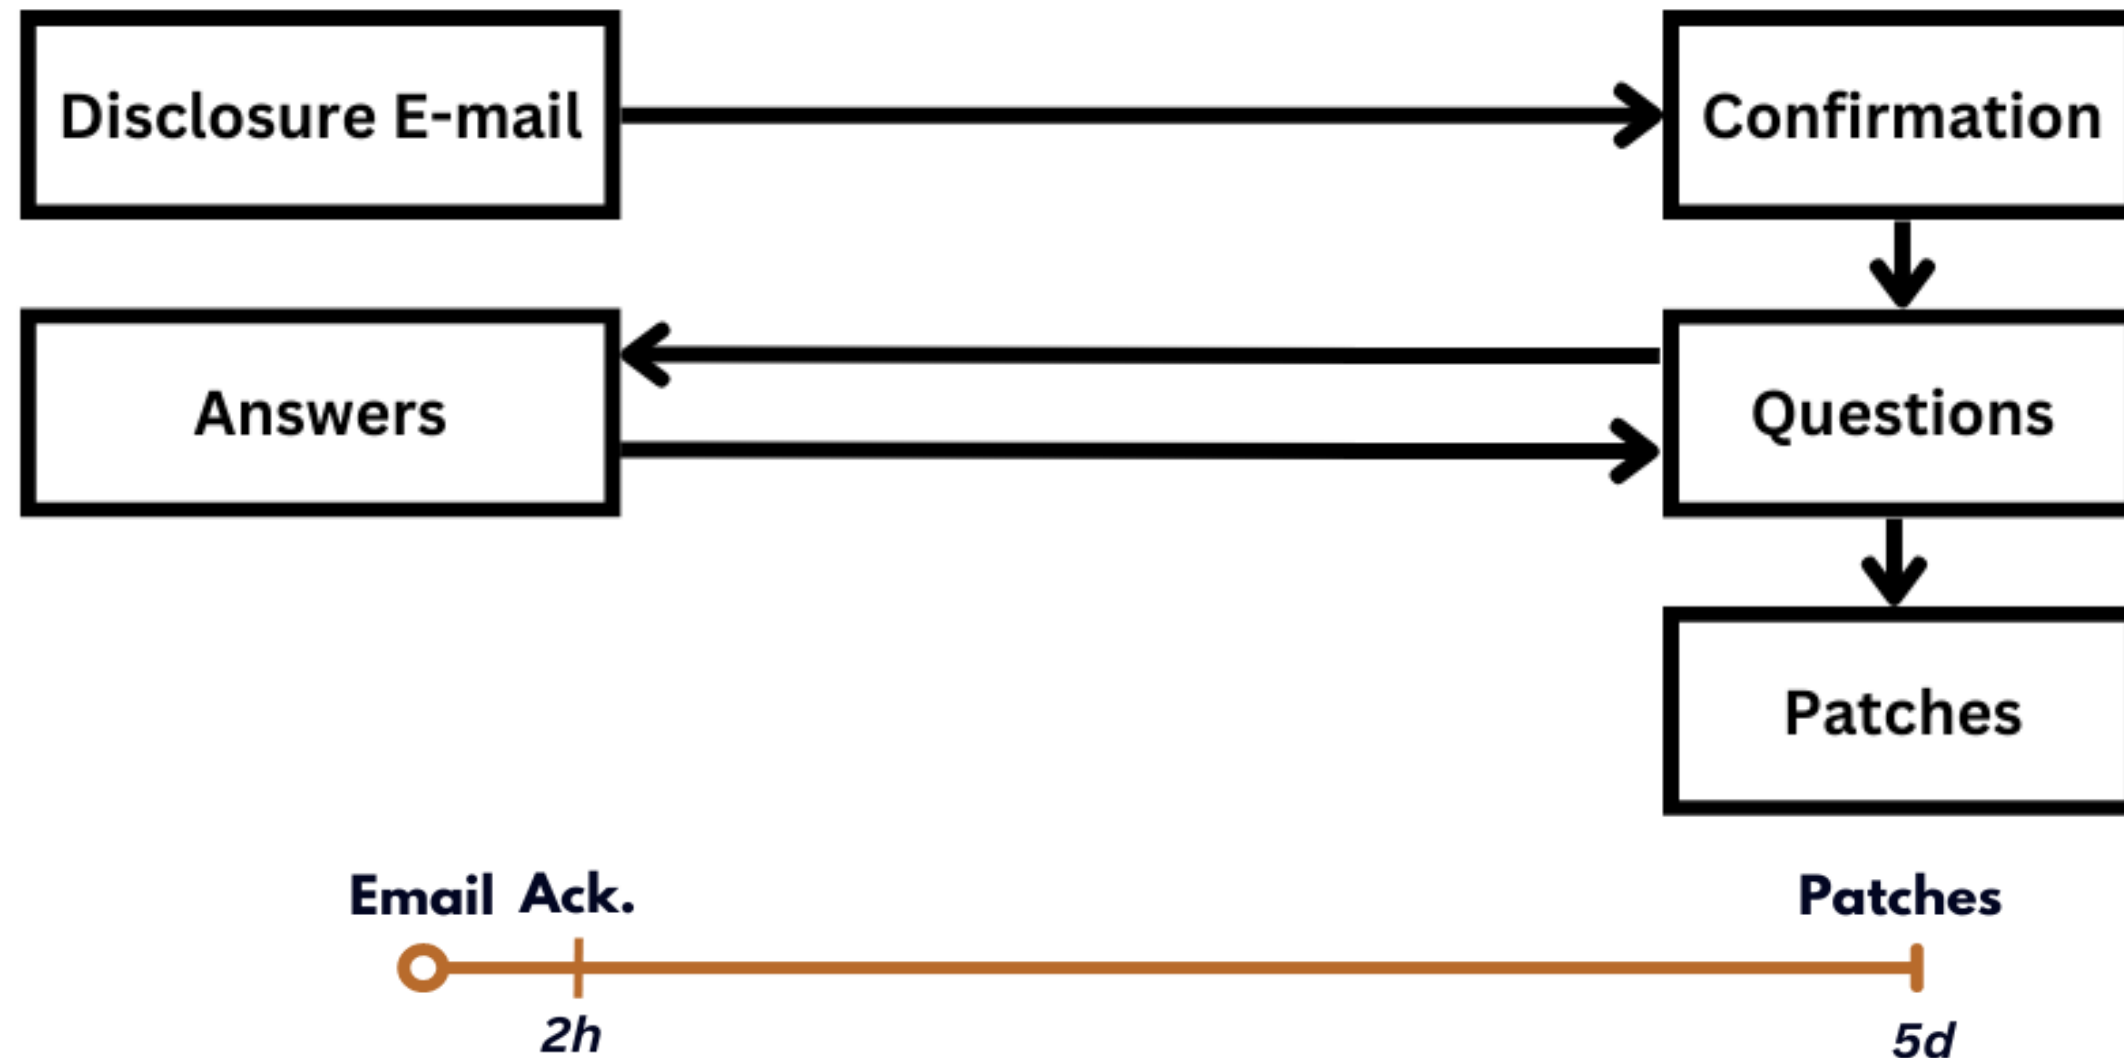 Disclosure E-mail
Confirmation
Answers
Questions
Patches
Email Ack.
Patches
2h
5d